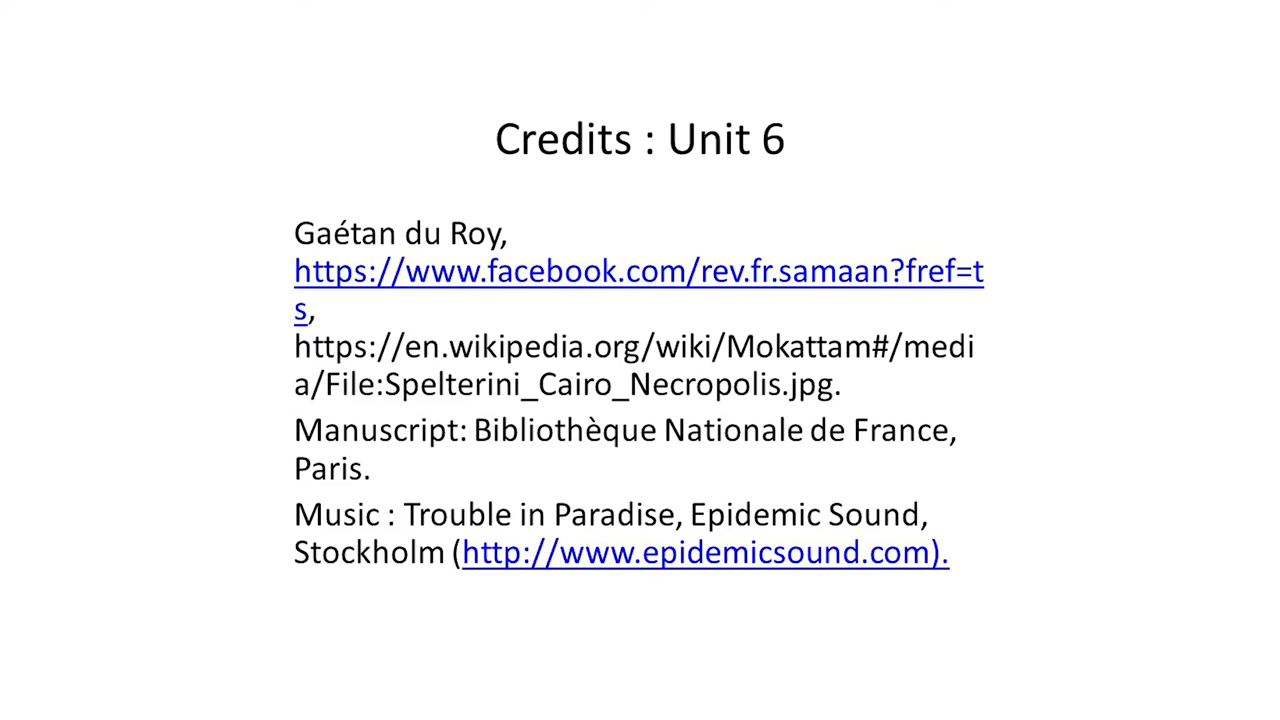 Credits : Unit 6
Gaétan du Roy,
https://www.facebook.com/rev.fr.samaan?fref=t
s,
https://en.wikipedia.org/wiki/Mokattam#/medi
a/File:Spelterini_Cairo_Necropolis.jpg.
Manuscript: Bibliothèque Nationale de France,
Paris.
Music : Trouble in Paradise, Epidemic Sound,
Stockholm (http://www.epidemicsound.com).